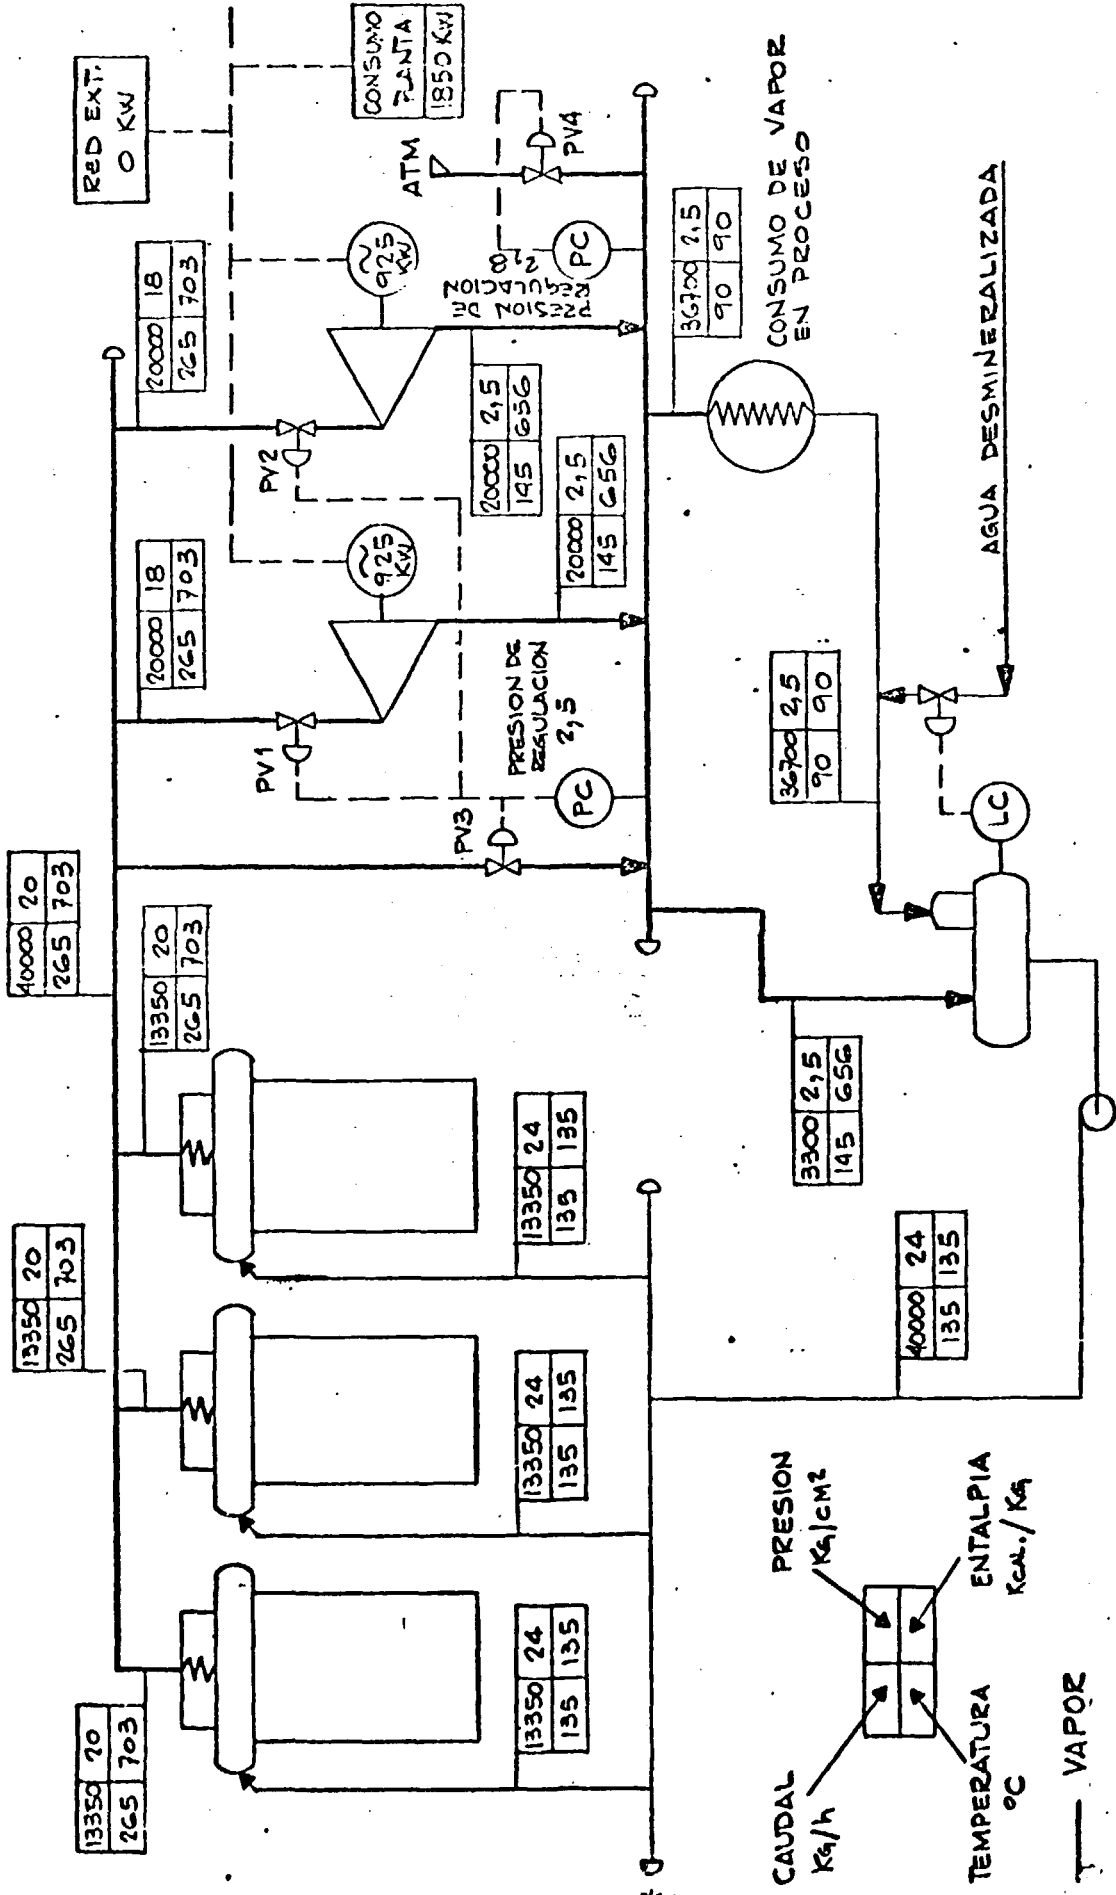 RED EXT.
0 KW
CONSUMO
PLANTA
1850 KW
20000 18
265 703
20000 18
265 703
40000 20
265 703
13350 20
265 703
13350 20
265 703
13350 20
265 703
PV2
PV1
PV3
PV4
ATM
~
925
KW
~
925
KW
PRESION DE
REGULACION
2,8
PC
PRESION DE
REGULACION
2,5
PC
20000 2,5
145 656
20000 2,5
145 656
36700 2,5
90 90
CONSUMO DE VAPOR
EN PROCESO
AGUA DESMINERALIZADA
36700 2,5
90 90
LC
3300 2,5
145 656
13350 24
135 135
13350 24
135 135
13350 24
135 135
40000 24
135 135
CAUDAL
Kg/h
PRESION
Kg/cm2
TEMPERATURA
ºC
ENTALPIA
Kcal./Kg
VAPOR